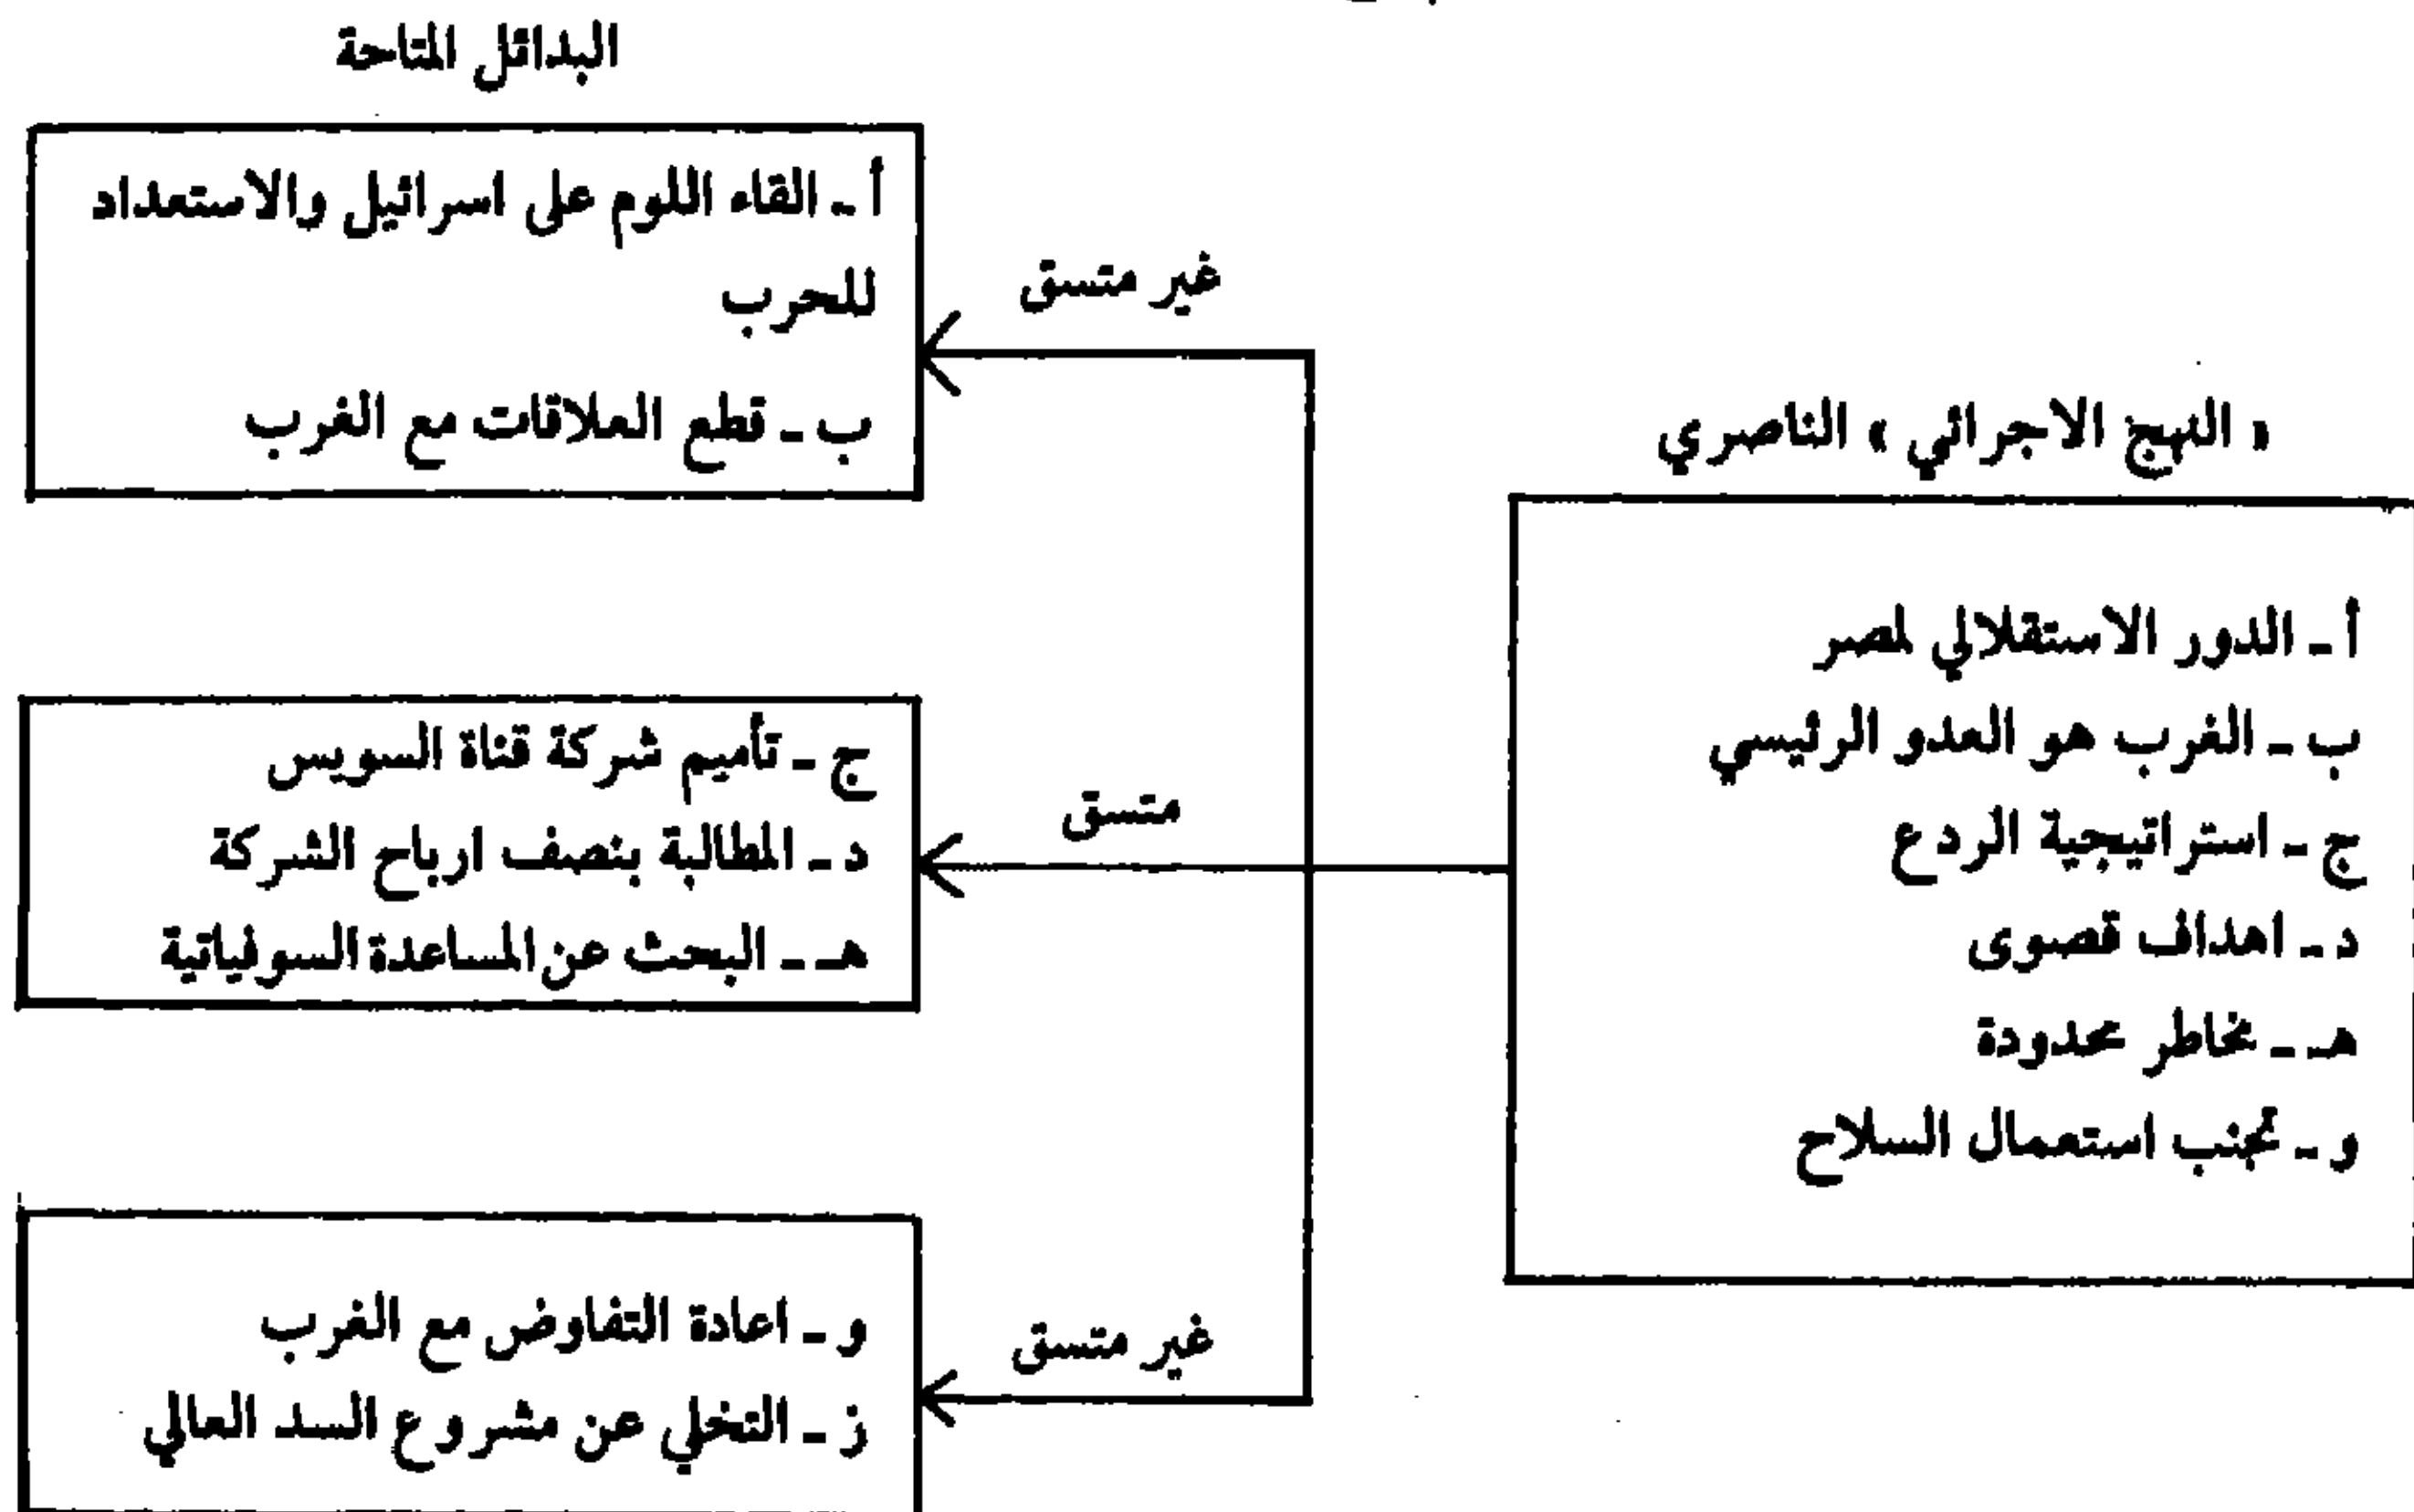 البدائل المتاحة
أ - القاء اللوم على اسرائيل والاستعداد
للحرب
ب - قطع العلاقات مع الغرب
غير متسق
« النهج الاجرائي » الناصري
أ - الدور الاستقلالي لمصر
ب - الغرب هو العدو الرئيسي
ج - استراتيجية الردع
د - اهداف قصوى
هـ - مخاطر محدودة
و - تجنب استعمال السلاح
متسق
ج - تأميم شركة قناة السويس
د - المطالبة بنصف ارباح الشركة
هـ - البحث عن المساعدة السوفياتية
غير متسق
و - اعادة التفاوض مع الغرب
ز - التخلي عن مشروع السد العالي